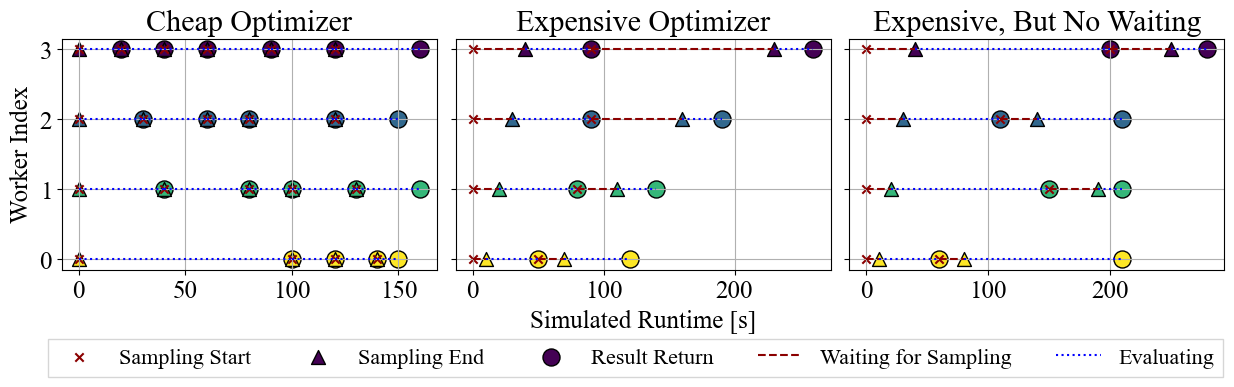 Cheap Optimizer
Expensive Optimizer
Expensive, But No Waiting
Worker Index
3
2
1
0
0 50 100 150
0 100 200
0 100 200
Simulated Runtime [s]
Sampling Start
Sampling End
Result Return
Waiting for Sampling
Evaluating